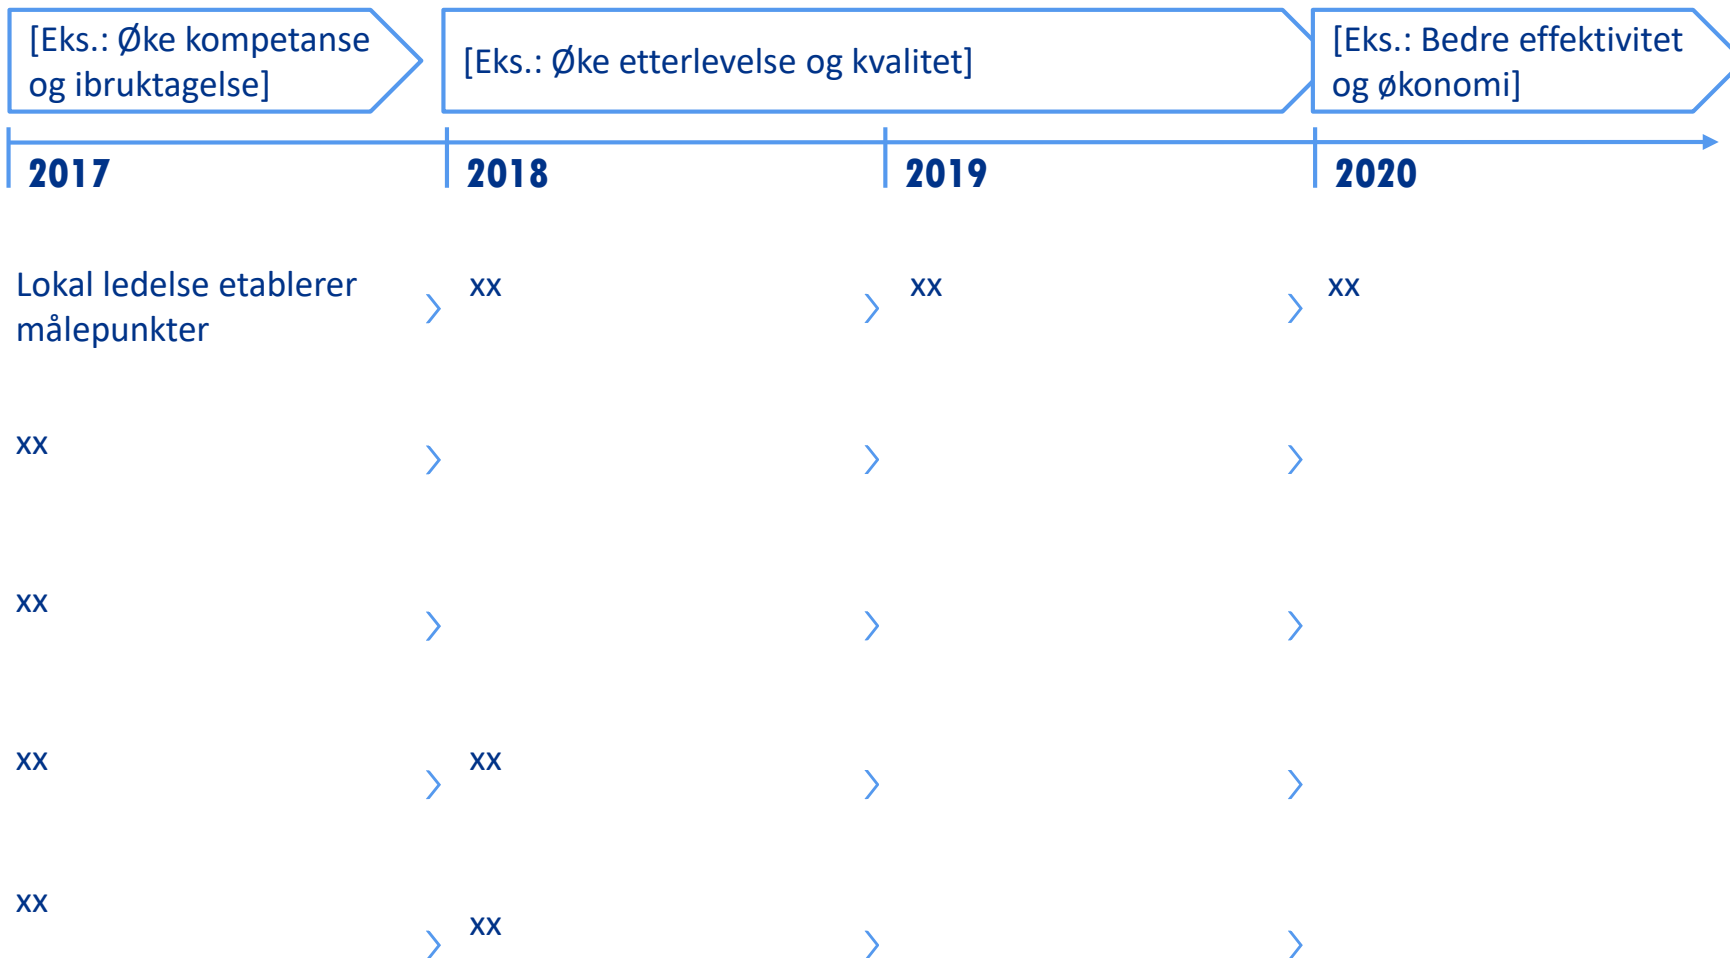 [Eks.: Øke kompetanse
og ibruktagelse]
[Eks.: Øke etterlevelse og kvalitet]
[Eks.: Bedre effektivitet
og økonomi]
2017
2018
2019
2020
Lokal ledelse etablerer
målepunkter
xx
xx
xx
xx
xx
xx
xx
xx
xx